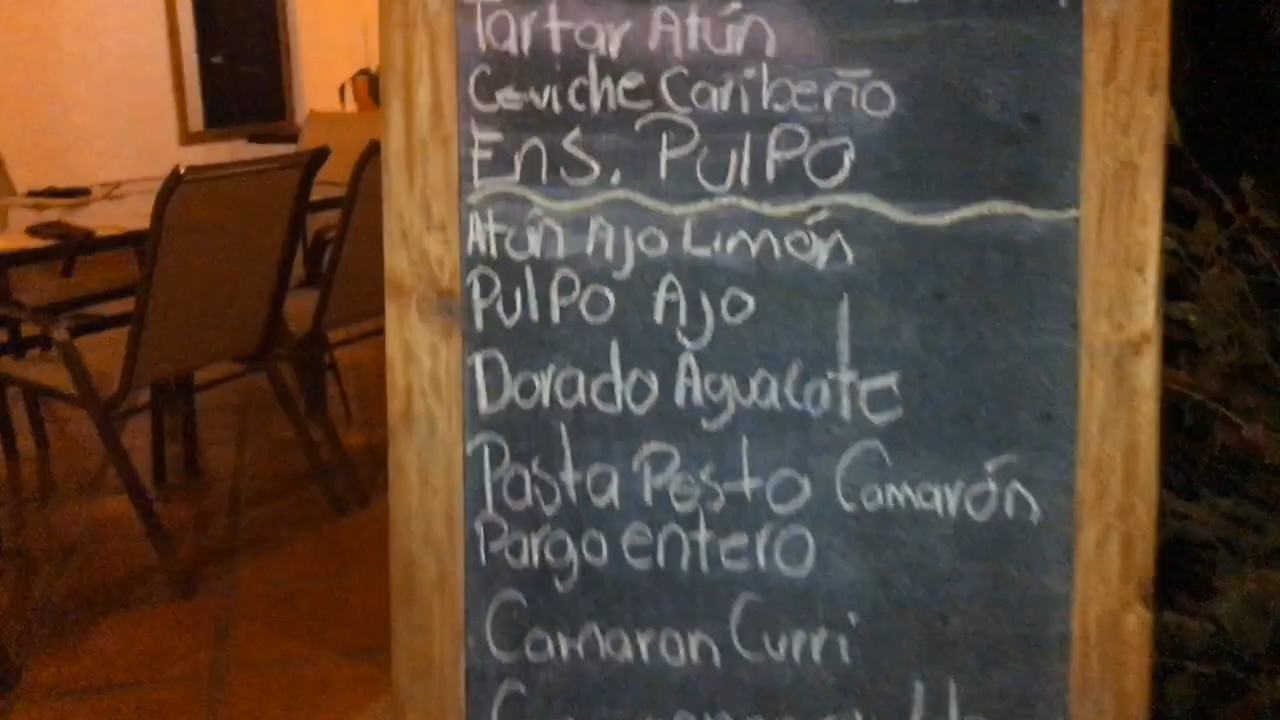 Tartar Atún
Ceviche Caribeño
Ens. Pulpo
Atún Ajo Limón
Pulpo Ajo
Dorado Aguacate
Pasta Pesto Camarón
Pargo entero
Camaron Curri